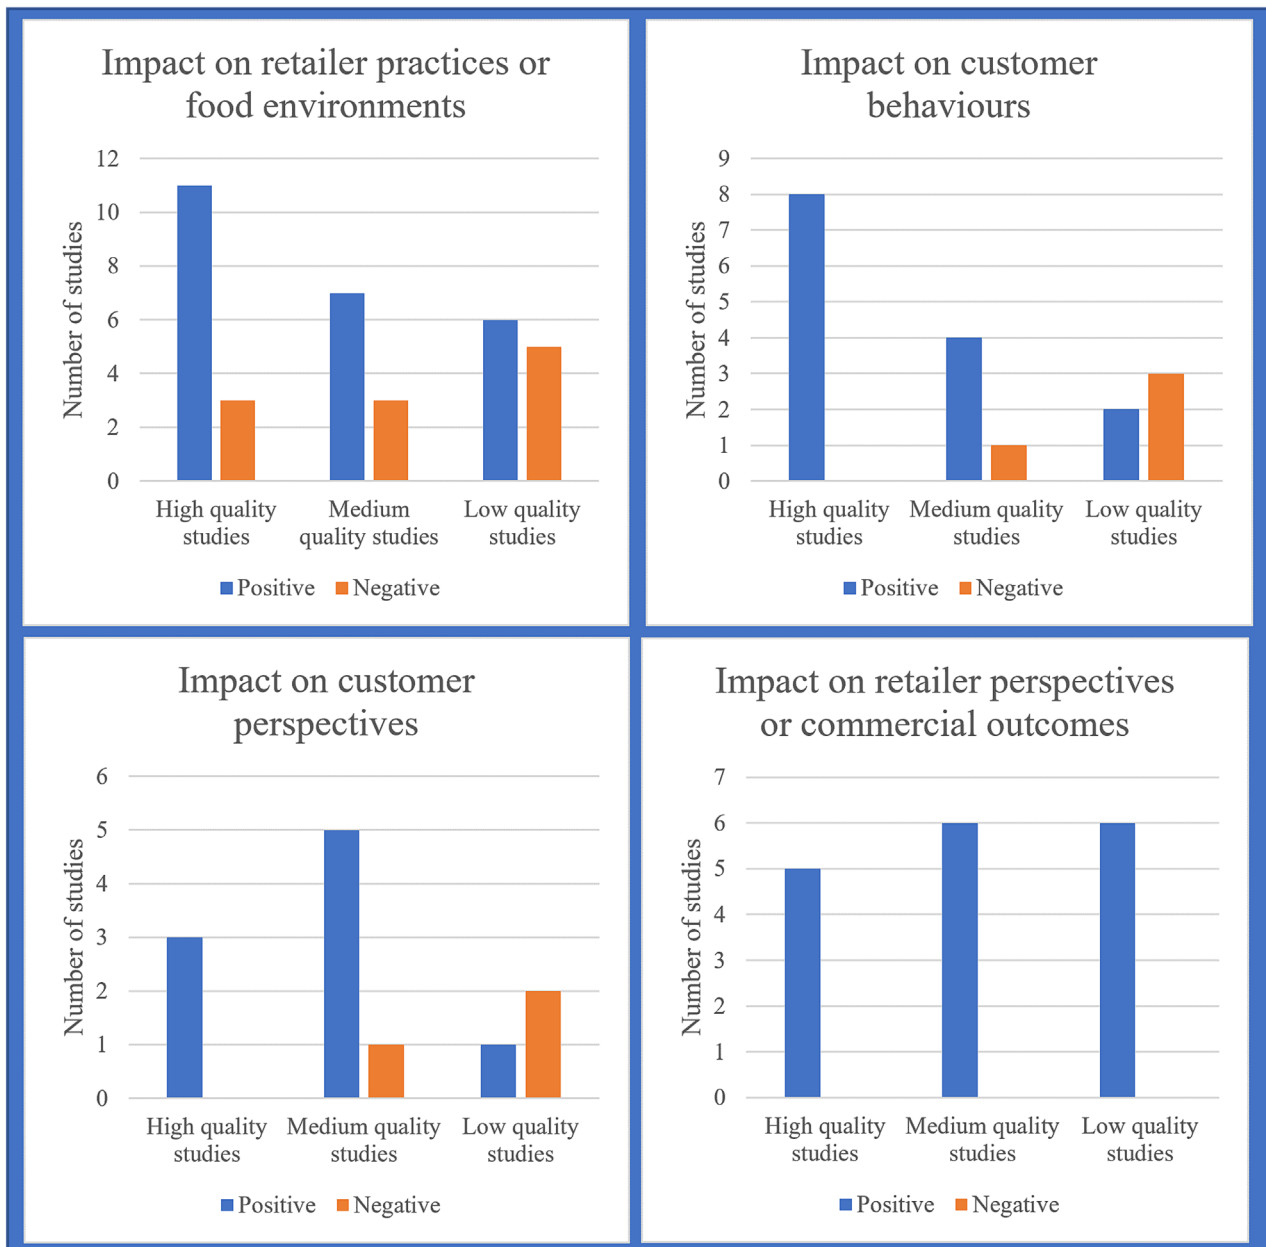 Impact on retailer practices or
food environments
Number of studies
12
10
8
6
4
2
0
High quality
studies
Medium
quality studies
Low quality
studies
Positive
Negative
Impact on customer
behaviours
Number of studies
9
8
7
6
5
4
3
2
1
0
High quality
studies
Medium quality
studies
Low quality
studies
Positive
Negative
Impact on customer
perspectives
Number of studies
6
5
4
3
2
1
0
High quality
studies
Medium quality
studies
Low quality
studies
Positive
Negative
Impact on retailer perspectives
or commercial outcomes
Number of studies
7
6
5
4
3
2
1
0
High quality
studies
Medium quality
studies
Low quality
studies
Positive
Negative